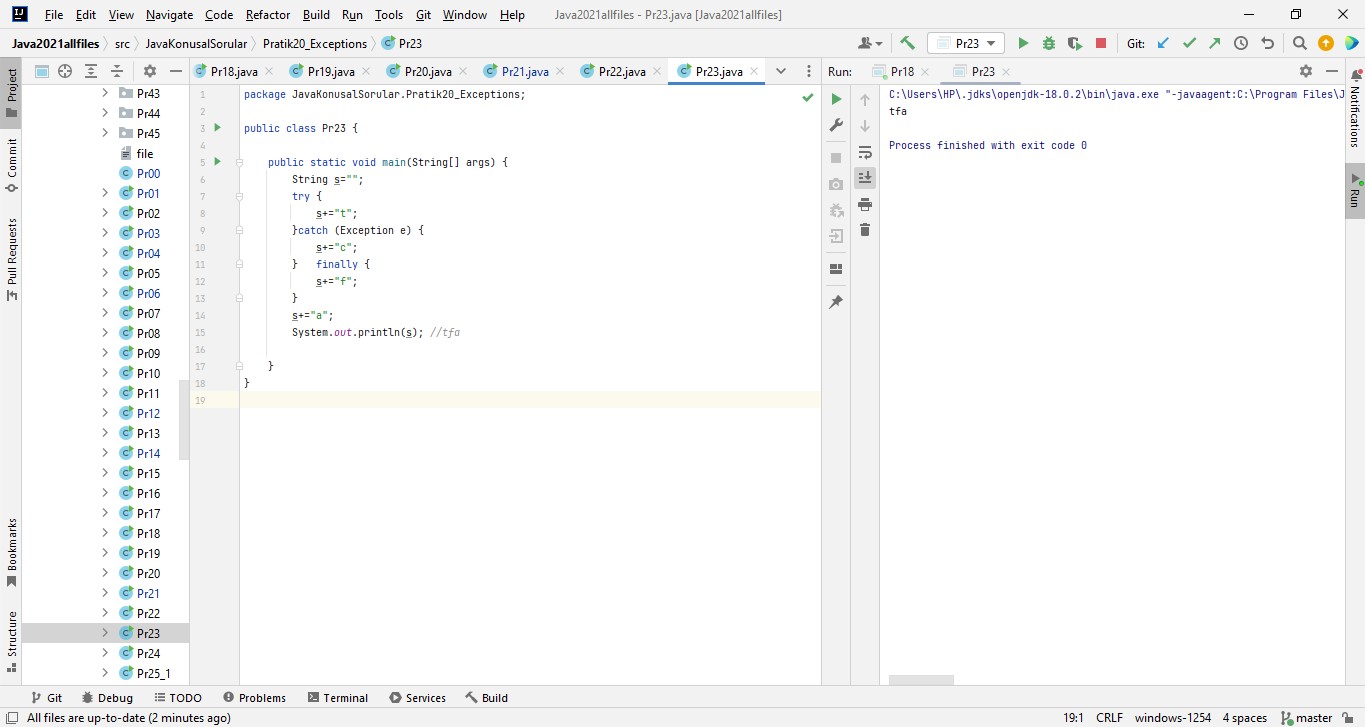 File Edit View Navigate Code Refactor Build Run Tools Git Window Help Java2021allfiles - Pr23.java [Java2021allfiles]
Java2021allfiles src JavaKonusalSorular Pratik20_Exceptions Pr23 Pr23 Git:
Project
Commit
Pull Requests
Bookmarks
Structure
Pr43
Pr44
Pr45
file
Pr00
Pr01
Pr02
Pr03
Pr04
Pr05
Pr06
Pr07
Pr08
Pr09
Pr10
Pr11
Pr12
Pr13
Pr14
Pr15
Pr16
Pr17
Pr18
Pr19
Pr20
Pr21
Pr22
Pr23
Pr24
Pr25_1
Pr18.java Pr19.java Pr20.java Pr21.java Pr22.java Pr23.java
1 package JavaKonusalSorular.Pratik20_Exceptions;
2
3 public class Pr23 {
4
5 public static void main(String[] args) {
6 String s="";
7 try {
8 s+="t";
9 }catch (Exception e) {
10 s+="c";
11 } finally {
12 s+="f";
13 }
14 s+="a";
15 System.out.println(s); //tfa
16
17 }
18 }
19
Run: Pr18 Pr23
C:\Users\HP\.jdks\openjdk-18.0.2\bin\java.exe "-javaagent:C:\Program Files\J
tfa
Process finished with exit code 0
Notifications
Run
Git Debug TODO Problems Terminal Services Build
All files are up-to-date (2 minutes ago) 19:1 CRLF windows-1254 4 spaces master